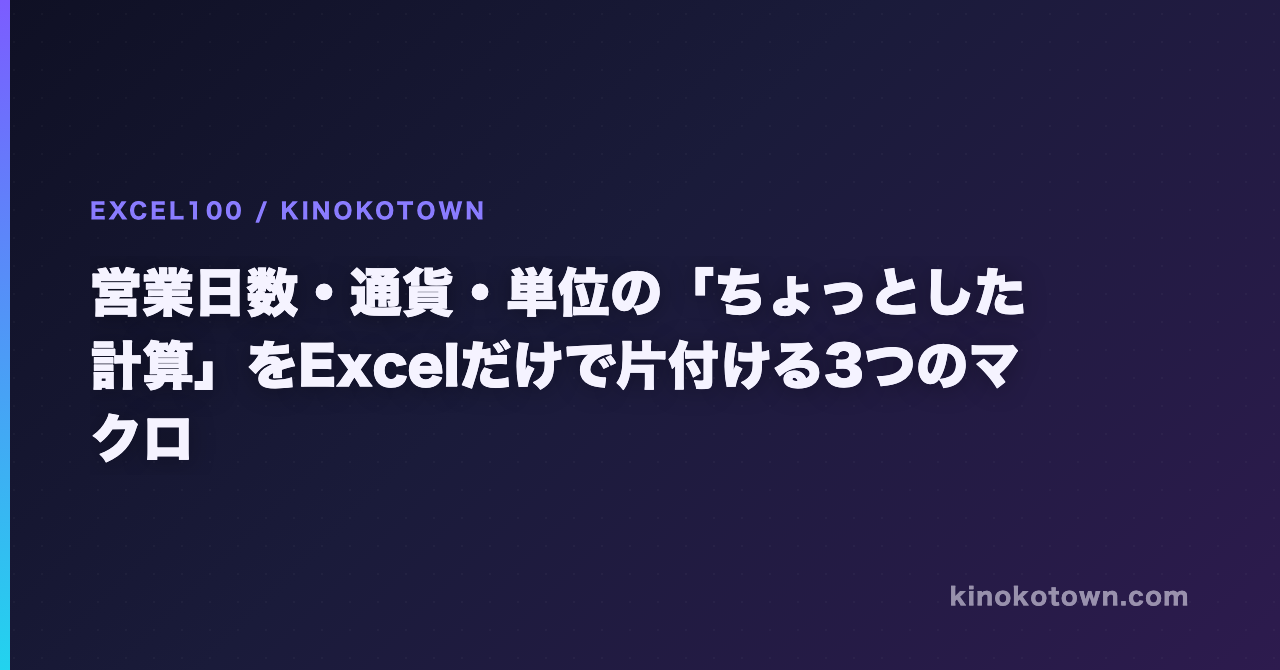 EXCEL100 / KINOKOTOWN
営業日数・通貨・単位の「ちょっとした
計算」をExcelだけで片付ける3つのマ
クロ
kinokotown.com